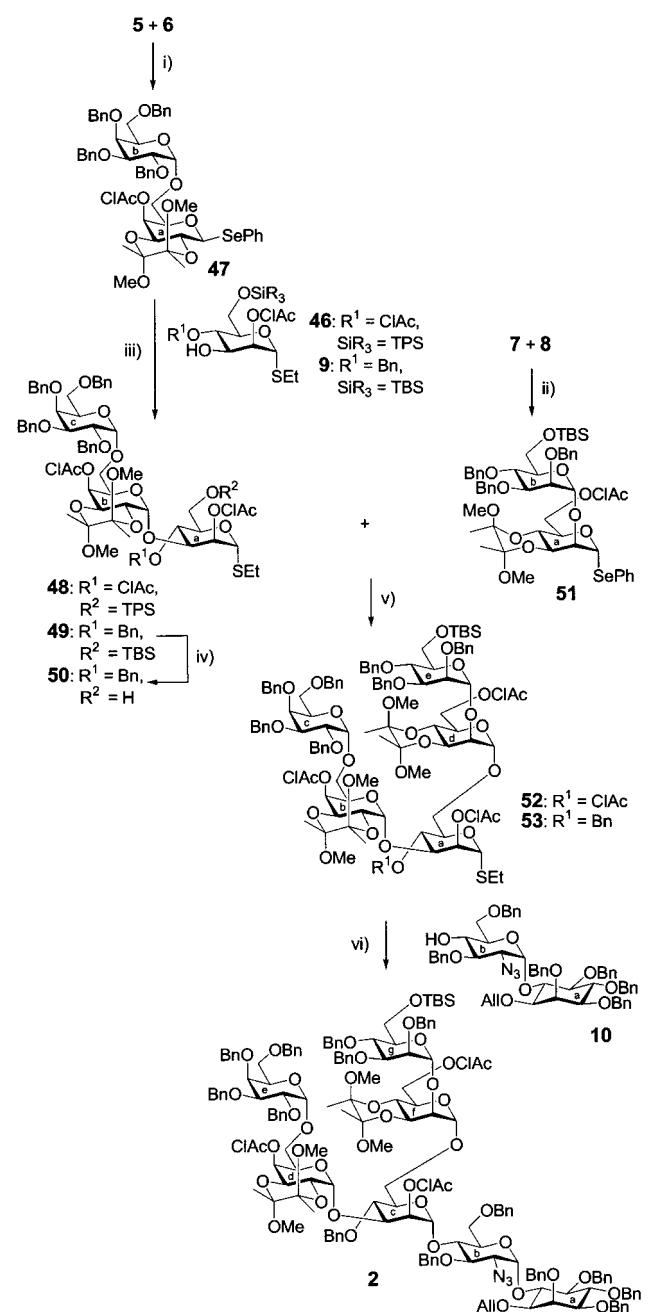 5 + 6
i)
BnO OBn
b
O
BnO
BnO
O
ClAcO
OMe
O
a
SePh
O
O
MeO
47
iii)
OSiR3
OClAc
R1O
O
HO
SEt
46: R1 = ClAc,
SiR3 = TPS
9: R1 = Bn,
SiR3 = TBS
7 + 8
ii)
OTBS
OBn
BnO
b
O
BnO
OClAc
O
MeO
O
O
a
O
MeO
SePh
51
BnO OBn
c
O
BnO
BnO
O
ClAcO
OMe
b
O
O
O
OMe
OR2
OClAc
O
O
R1O
a
SEt
+
48: R1 = ClAc,
R2 = TPS
49: R1 = Bn,
R2 = TBS
iv)
50: R1 = Bn,
R2 = H
v)
OTBS
OBn
BnO
e
O
BnO
OClAc
O
MeO
O
O
d
O
OMe
O
BnO OBn
c
O
BnO
BnO
O
ClAcO
OMe
b
O
O
O
OMe
OClAc
O
O
R1O
a
SEt
52: R1 = ClAc
53: R1 = Bn
vi)
OBn
HO
b
O
BnO
N3
O
BnO
OBn
OBn
a
AllO
OBn
10
OTBS
OBn
BnO
g
O
BnO
OClAc
O
MeO
O
O
f
O
OMe
O
BnO OBn
e
O
BnO
BnO
O
ClAcO
OMe
d
O
O
O
OMe
OClAc
O
O
c
BnO
O
OBn
b
O
BnO
N3
O
BnO
OBn
OBn
a
AllO
OBn
2